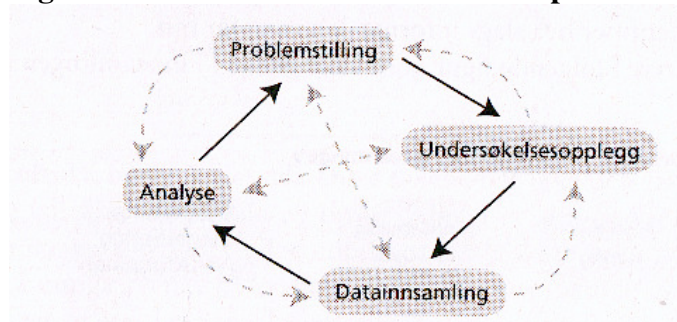 Problemstilling
Undersøkelsesopplegg
Analyse
Datainnsamling